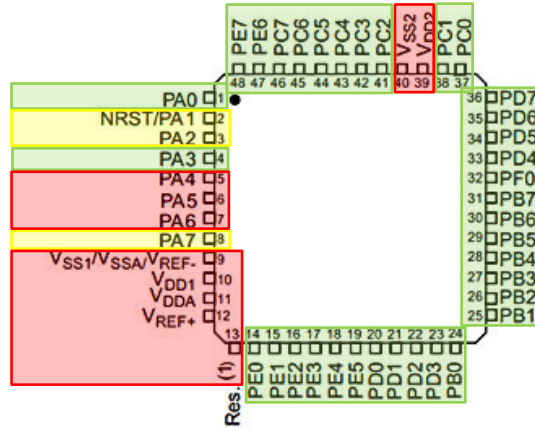 PE7 PE6 PC7 PC6 PC5 PC4 PC3 PC2 VSS2 VDD2 PC1 PC0
48 47 46 45 44 43 42 41 40 39 38 37
PA0 1
NRST/PA1 2
PA2 3
PA3 4
PA4 5
PA5 6
PA6 7
PA7 8
VSS1/VSSA/VREF- 9
VDD1 10
VDDA 11
VREF+ 12
36 PD7
35 PD6
34 PD5
33 PD4
32 PF0
31 PB7
30 PB6
29 PB5
28 PB4
27 PB3
26 PB2
25 PB1
13 14 15 16 17 18 19 20 21 22 23 24
Res. (1) PE0 PE1 PE2 PE3 PE4 PE5 PD0 PD1 PD2 PD3 PB0